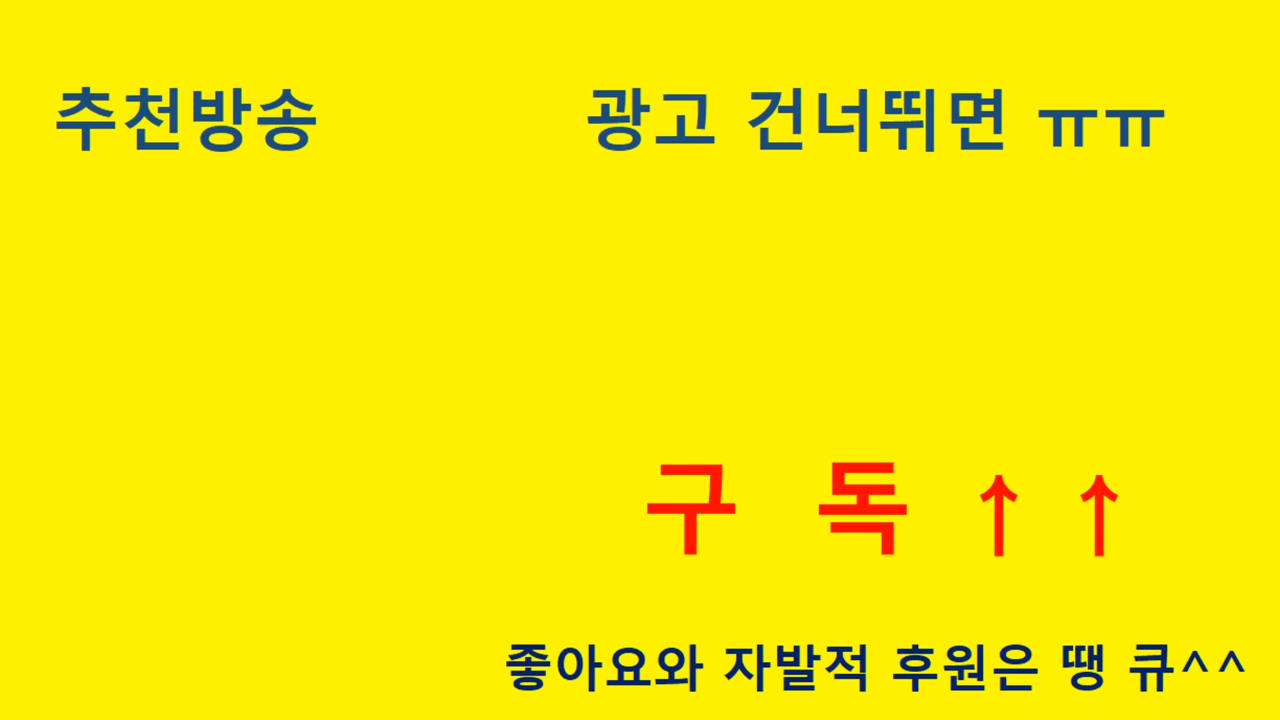 추천방송
광고 건너뛰면 ㅠㅠ
구 독 ↑ ↑
좋아요와 자발적 후원은 땡 큐^^